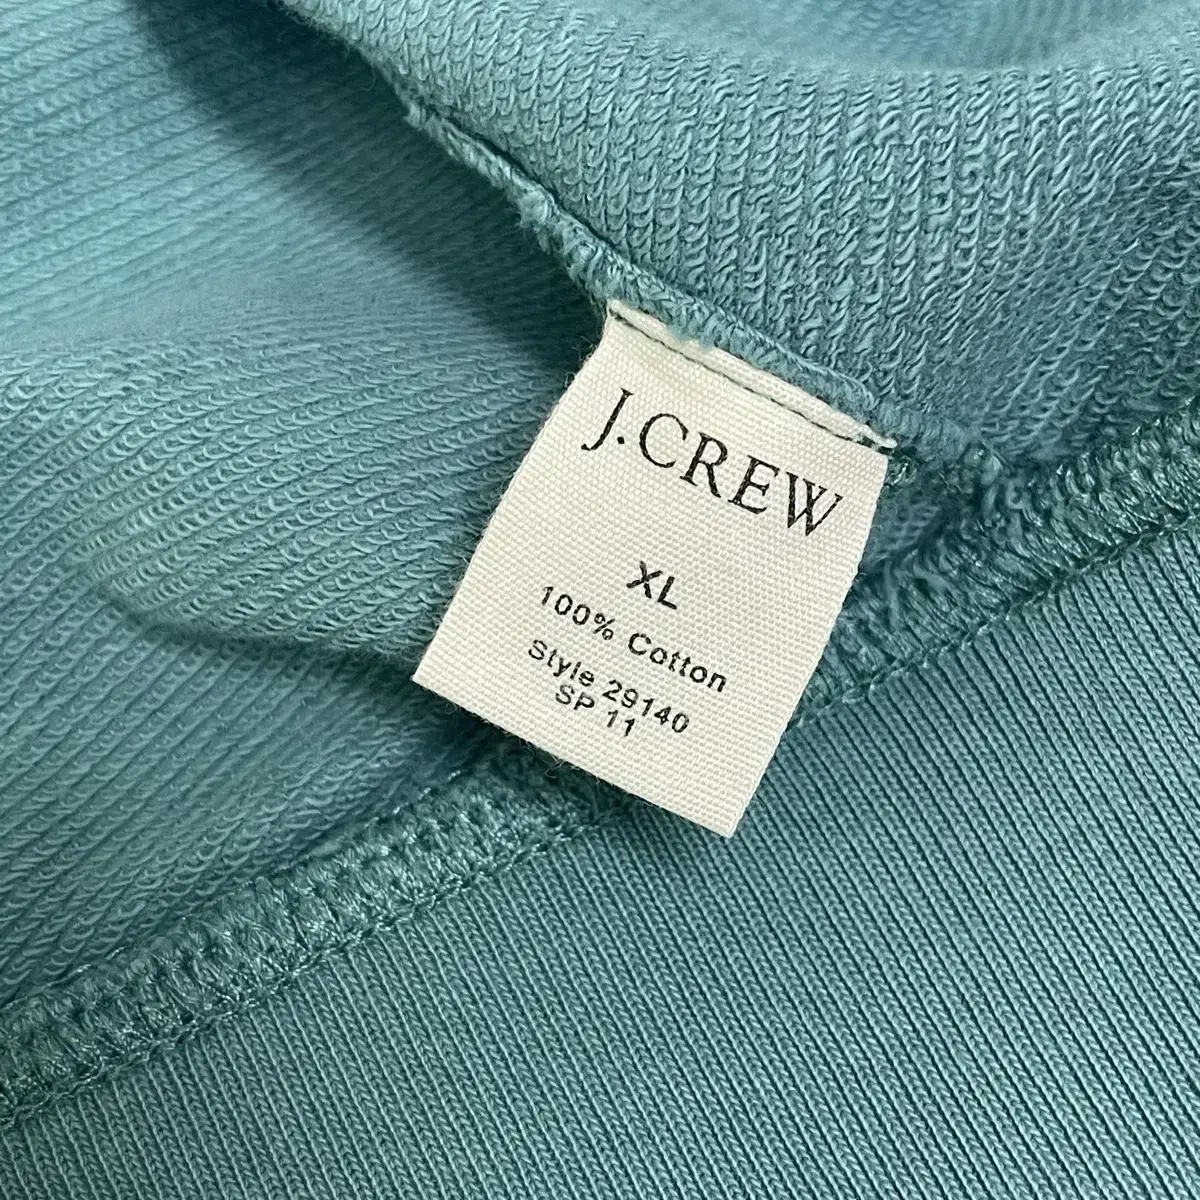 J.CREW
XL
100% Cotton
Style 29140
SP 11